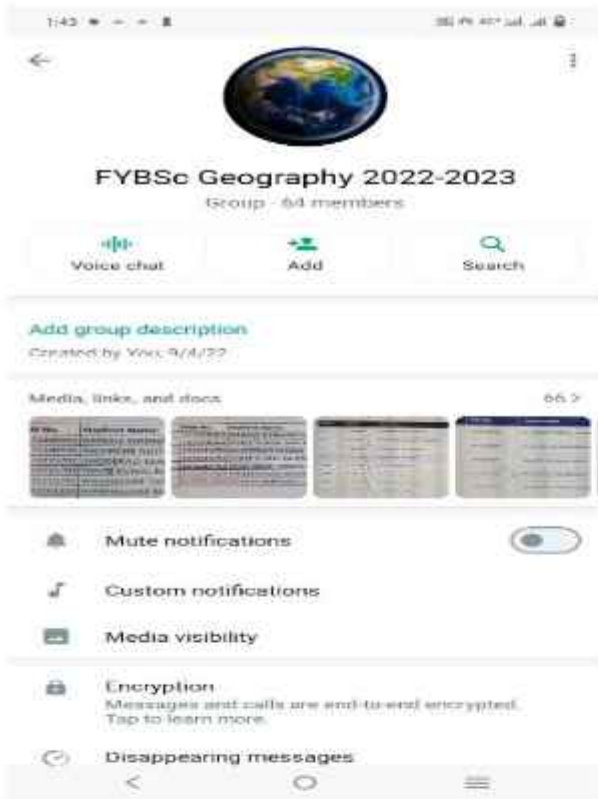 1:43
FYBSc Geography 2022-2023
Group · 64 members
Voice chat
Add
Search
Add group description
Created by You, 9/4/22
Media, links, and docs
66 >
Student Name
Mute notifications
Custom notifications
Media visibility
Encryption
Messages and calls are end-to-end encrypted.
Tap to learn more.
Disappearing messages